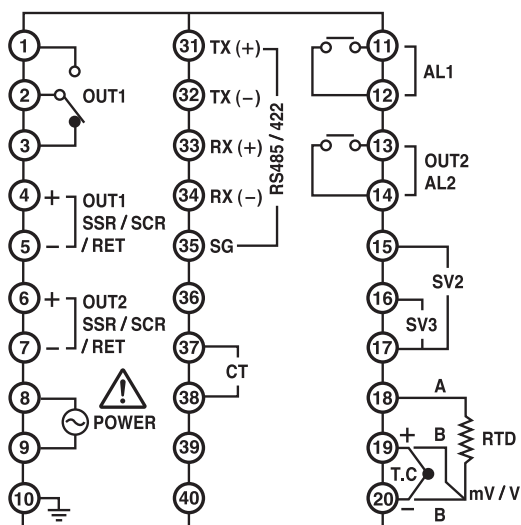 1
2
3
OUT1
4
5
+
−
OUT1
SSR / SCR
/ RET
6
7
+
−
OUT2
SSR / SCR
/ RET
8
9
POWER
10
31 TX (+)
32 TX (−)
33 RX (+)
34 RX (−)
35 SG
RS485 / 422
36
37
38
CT
39
40
11
12
AL1
13
14
OUT2
AL2
15
16
17
SV2
SV3
18
A
19
+
B
RTD
T.C
20
−
B
mV / V